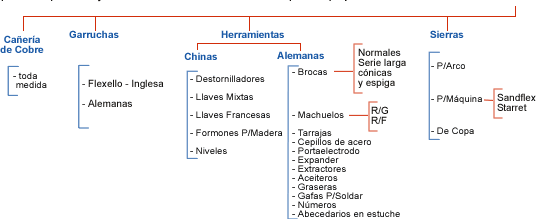 Cañería
de Cobre
- toda
medida
Garruchas
- Flexello - Inglesa
- Alemanas
Herramientas
Chinas
- Destornilladores
- Llaves Mixtas
- Llaves Francesas
- Formones P/Madera
- Niveles
Alemanas
- Brocas
Normales
Serie larga
cónicas
y espiga
- Machuelos
R/G
R/F
- Tarrajas
- Cepillos de acero
- Portaelectrodo
- Expander
- Extractores
- Aceiteros
- Graseras
- Gafas P/Soldar
- Números
- Abecedarios en estuche
Sierras
- P/Arco
- P/Máquina
Sandflex
Starret
- De Copa